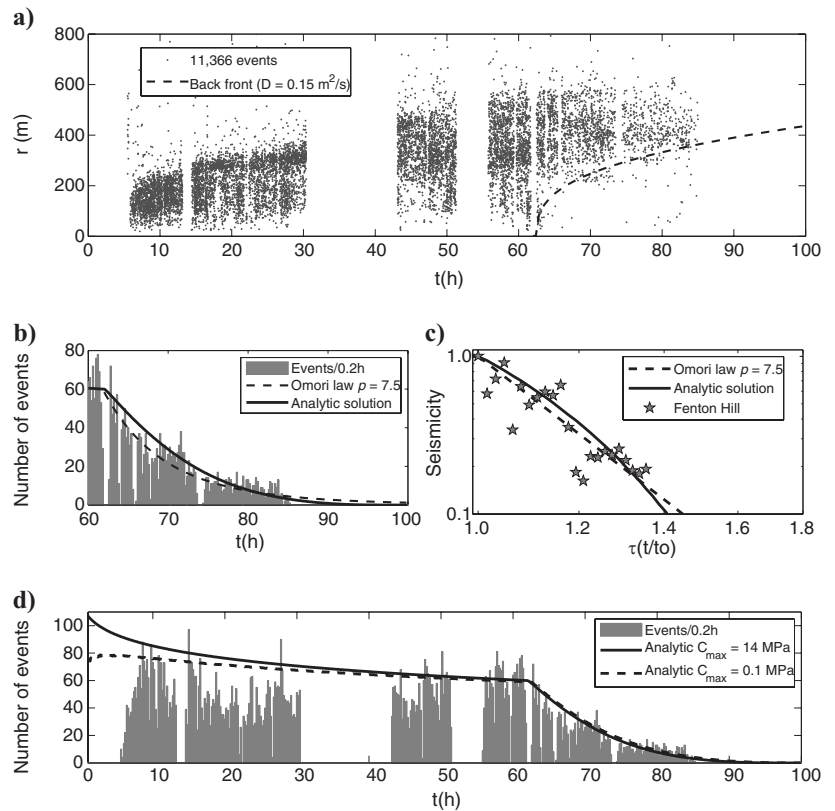 a)
800
600
400
200
0
r (m)
11,366 events
Back front (D = 0.15 m²/s)
0 10 20 30 40 50 60 70 80 90 100
t(h)
b)
80
60
40
20
0
Number of events
Events/0.2h
Omori law p = 7.5
Analytic solution
60 70 80 90 100
t(h)
c)
1.0
0.1
Seismicity
Omori law p = 7.5
Analytic solution
Fenton Hill
1.0 1.2 1.4 1.6 1.8
τ(t/to)
d)
100
80
60
40
20
0
Number of events
Events/0.2h
Analytic Cmax = 14 MPa
Analytic Cmax = 0.1 MPa
0 10 20 30 40 50 60 70 80 90 100
t(h)